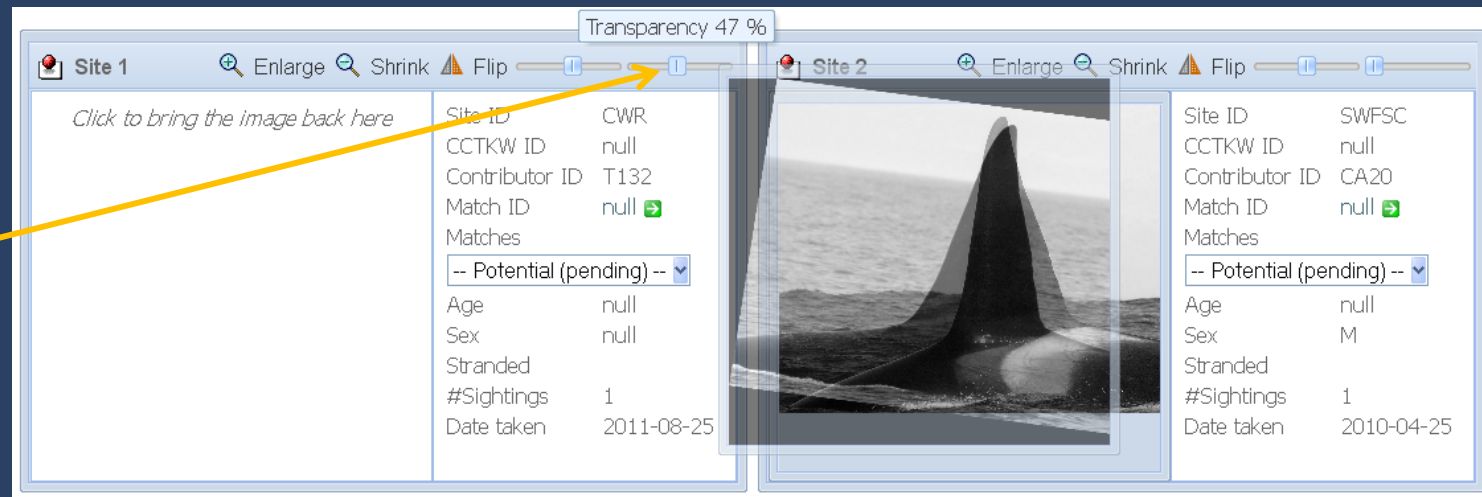 Transparency 47 %
Site 1 Enlarge Shrink Flip
Click to bring the image back here
Site ID CWR
CCTKW ID null
Contributor ID T132
Match ID null
Matches
-- Potential (pending) --
Age null
Sex null
Stranded
#Sightings 1
Date taken 2011-08-25
Site 2 Enlarge Shrink Flip
Site ID SWFSC
CCTKW ID null
Contributor ID CA20
Match ID null
Matches
-- Potential (pending) --
Age null
Sex M
Stranded
#Sightings 1
Date taken 2010-04-25